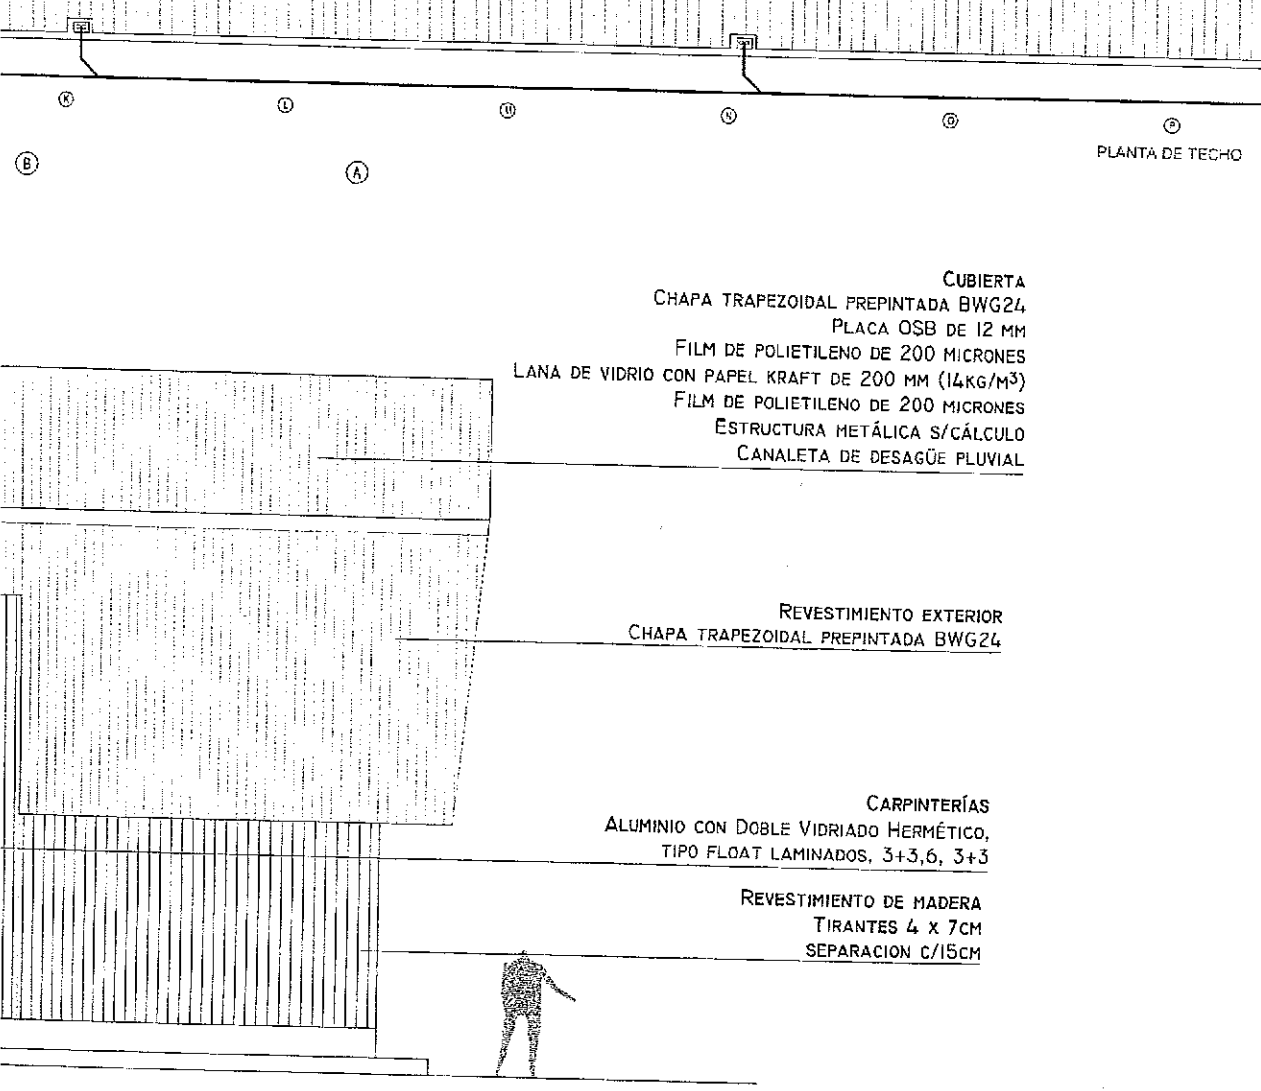 K L M N O P
PLANTA DE TECHO
B A
CUBIERTA
CHAPA TRAPEZOIDAL PREPINTADA BWG24
PLACA OSB DE 12 MM
FILM DE POLIETILENO DE 200 MICRONES
LANA DE VIDRIO CON PAPEL KRAFT DE 200 MM (14KG/M³)
FILM DE POLIETILENO DE 200 MICRONES
ESTRUCTURA METÁLICA S/CÁLCULO
CANALETA DE DESAGÜE PLUVIAL
REVESTIMIENTO EXTERIOR
CHAPA TRAPEZOIDAL PREPINTADA BWG24
CARPINTERÍAS
ALUMINIO CON DOBLE VIDRIADO HERMÉTICO,
TIPO FLOAT LAMINADOS, 3+3,6, 3+3
REVESTIMIENTO DE MADERA
TIRANTES 4 X 7CM
SEPARACION C/15CM